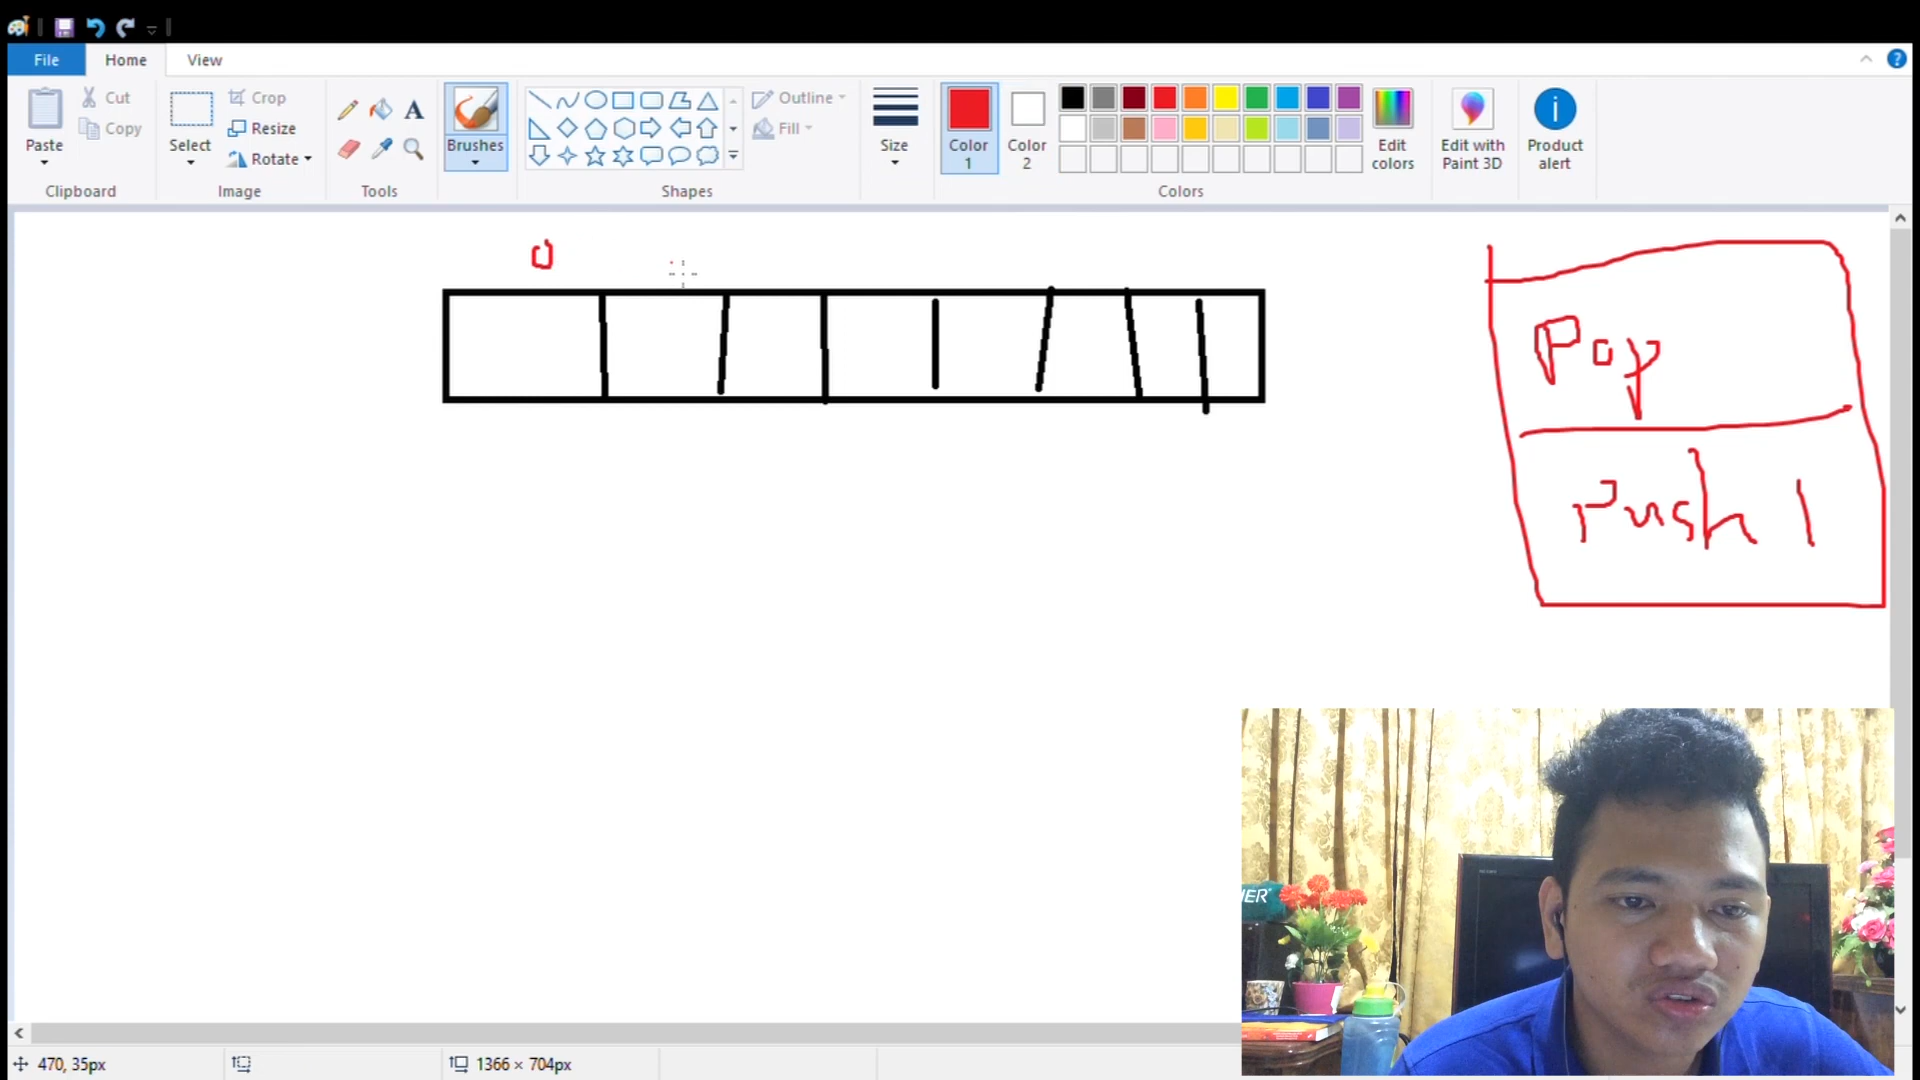 File Home View
Paste Cut Copy Clipboard
Select Crop Resize Rotate Image
A Tools
Brushes
Outline Fill Shapes
Size
Color 1 Color 2 Edit colors Colors
Edit with Paint 3D
Product alert
0
Pop
Push 1
IER
470, 35px 1366 × 704px